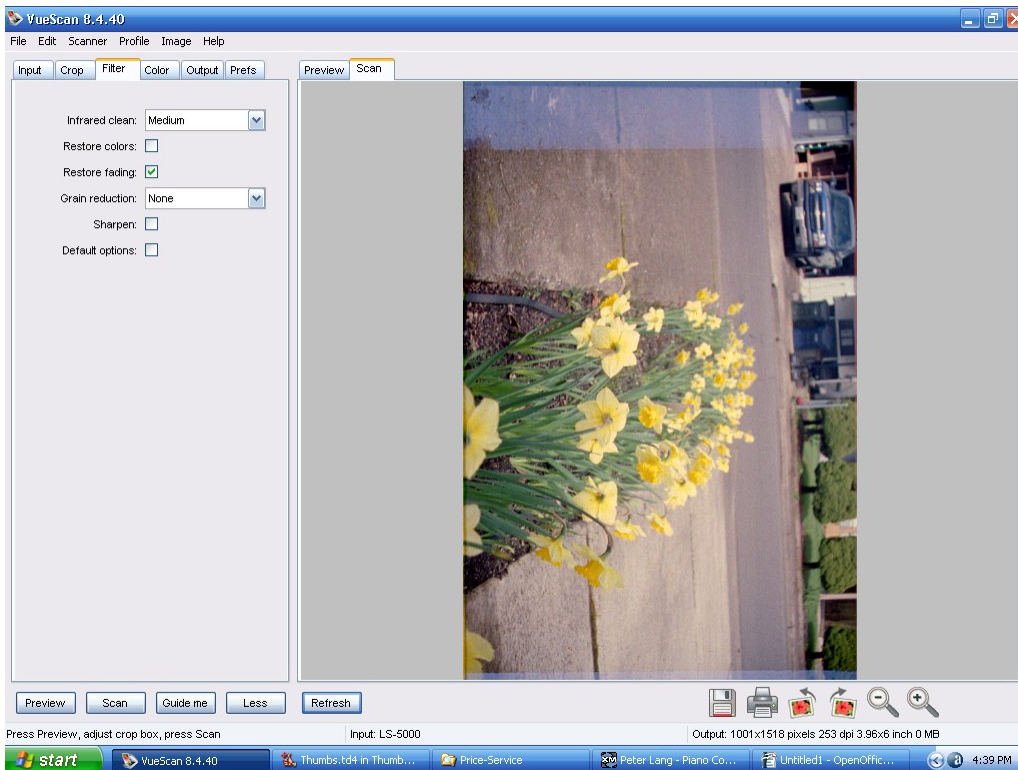 VueScan 8.4.40
File Edit Scanner Profile Image Help
Input Crop Filter Color Output Prefs Preview Scan
Infrared clean: Medium
Restore colors:
Restore fading:
Grain reduction: None
Sharpen:
Default options:
Preview Scan Guide me Less Refresh
Press Preview, adjust crop box, press Scan Input: LS-5000 Output: 1001x1518 pixels 253 dpi 3.96x6 inch 0 MB
start VueScan 8.4.40 Thumbs.td4 in Thumb... Price-Service Peter Lang - Piano Co... Untitled1 - OpenOffic... 4:39 PM